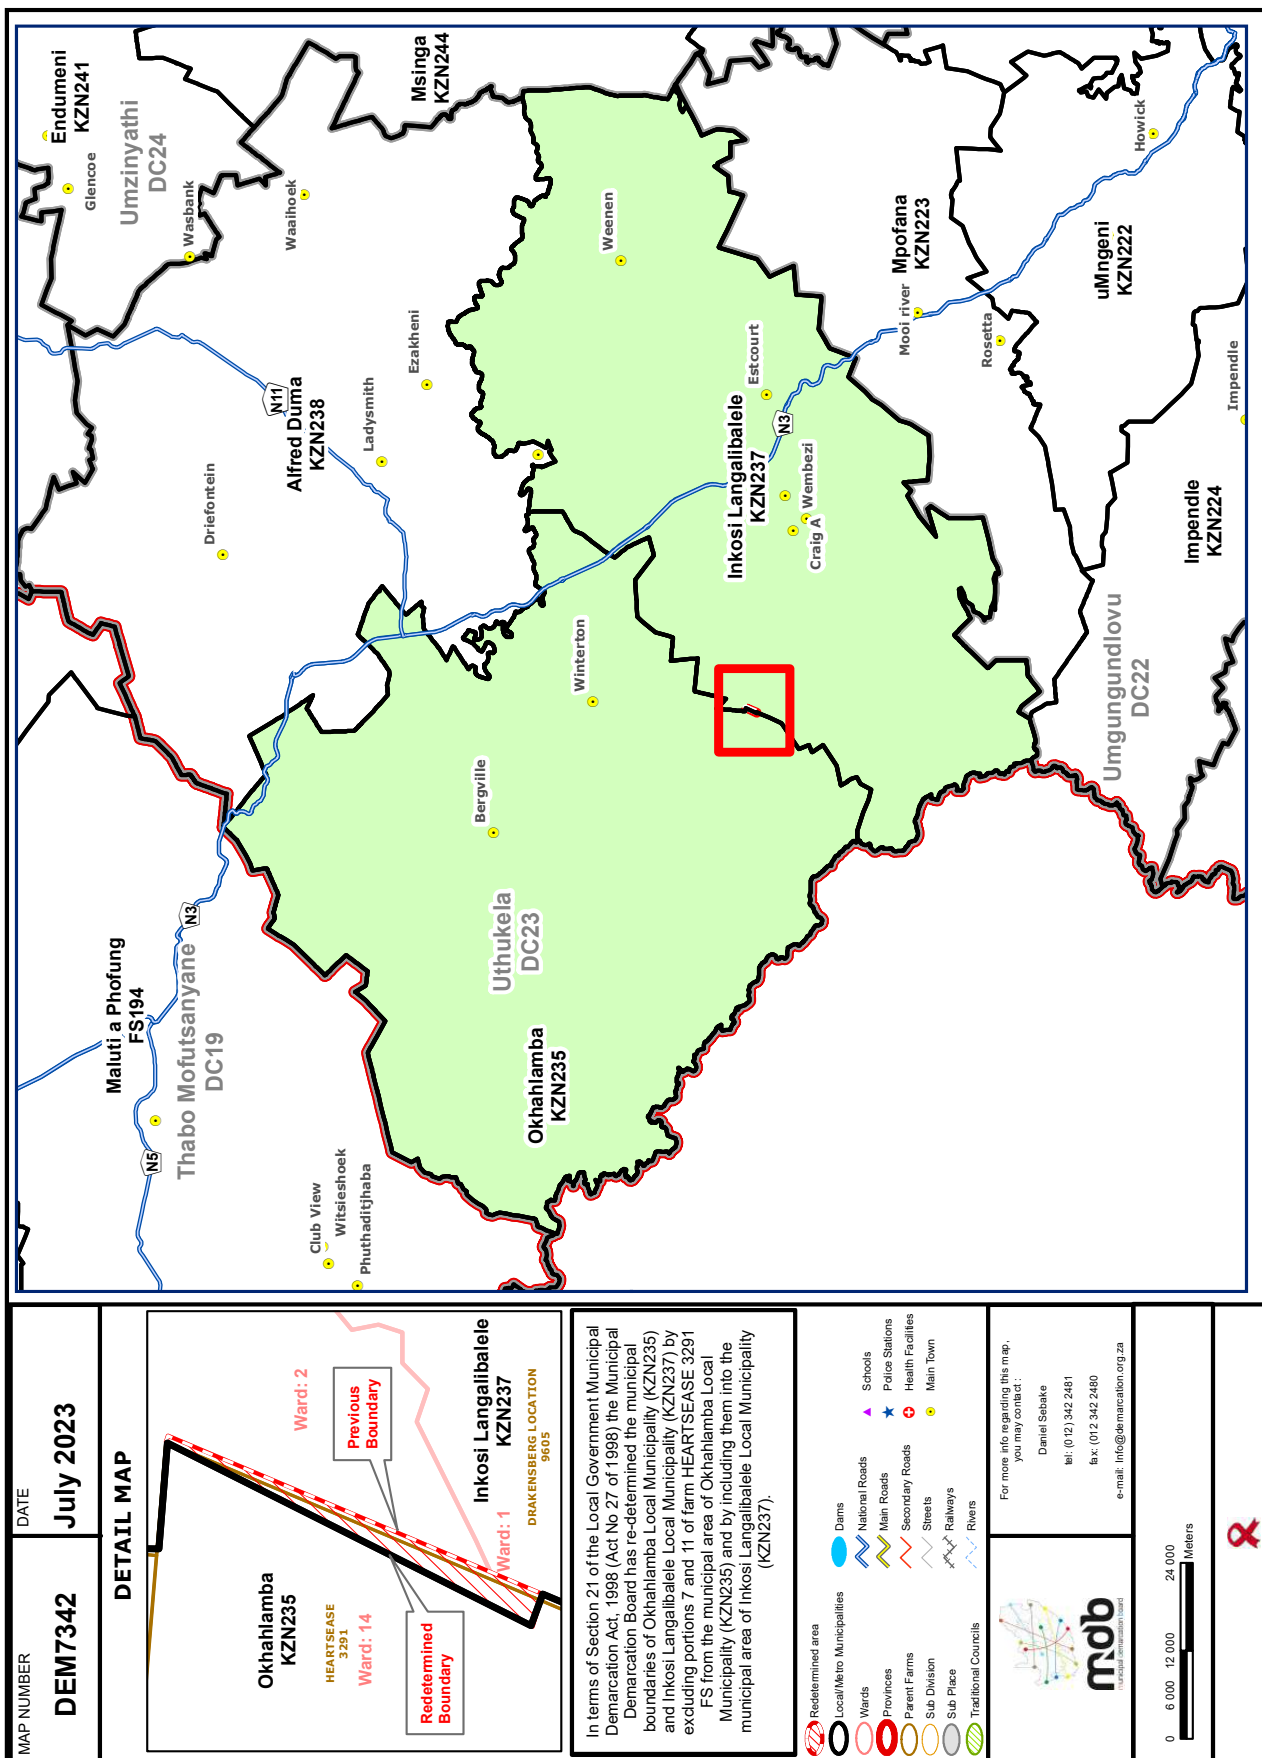 MAP NUMBER
DEM7342
DATE
July 2023
DETAIL MAP
Okhahlamba
KZN235
HEARTSEASE
3291
Ward: 14
Redetermined
Boundary
Previous
Boundary
Ward: 2
Ward: 1
Inkosi Langalibalele
KZN237
DRAKENSBERG LOCATION
9605
In terms of Section 21 of the Local Government Municipal
Demarcation Act, 1998 (Act No 27 of 1998) the Municipal
Demarcation Board has re-determined the municipal
boundaries of Okhahlamba Local Municipality (KZN235)
and Inkosi Langalibalele Local Municipality (KZN237) by
excluding portions 7 and 11 of farm HEARTSEASE 3291
FS from the municipal area of Okhahlamba Local
Municipality (KZN235) and by including them into the
municipal area of Inkosi Langalibalele Local Municipality
(KZN237).
Redetermined area
Local/Metro Municipalities
Wards
Provinces
Parent Farms
Sub Division
Sub Place
Traditional Councils
Dams
National Roads
Main Roads
Secondary Roads
Streets
Railways
Rivers
Schools
Police Stations
Health Facilities
Main Town
mdb
municipal demarcation board
For more info regarding this map,
you may contact :
Daniel Sebake
tel: (012) 342 2481
fax: (012 342 2480
e-mail: Info@demarcation.org.za
0 6 000 12 000 24 000
Meters
Endumeni
KZN241
Glencoe
Umzinyathi
DC24
Wasbank
Waaihoek
Msinga
KZN244
N11
Alfred Duma
KZN238
Driefontein
Ladysmith
Ezakheni
Weenen
Estcourt
N3
Inkosi Langalibalele
KZN237
Wembezi
Craig A
Mooi river
Mpofana
KZN223
Rosetta
uMngeni
KZN222
Howick
Impendle
Impendle
KZN224
Umgungundlovu
DC22
Winterton
Bergville
Uthukela
DC23
Okhahlamba
KZN235
Maluti a Phofung
FS194
Thabo Mofutsanyane
DC19
N3
N5
Club View
Witsieshoek
Phuthaditjhaba